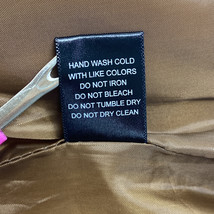 HAND WASH COLD
WITH LIKE COLORS
DO NOT IRON
DO NOT BLEACH
DO NOT TUMBLE DRY
DO NOT DRY CLEAN